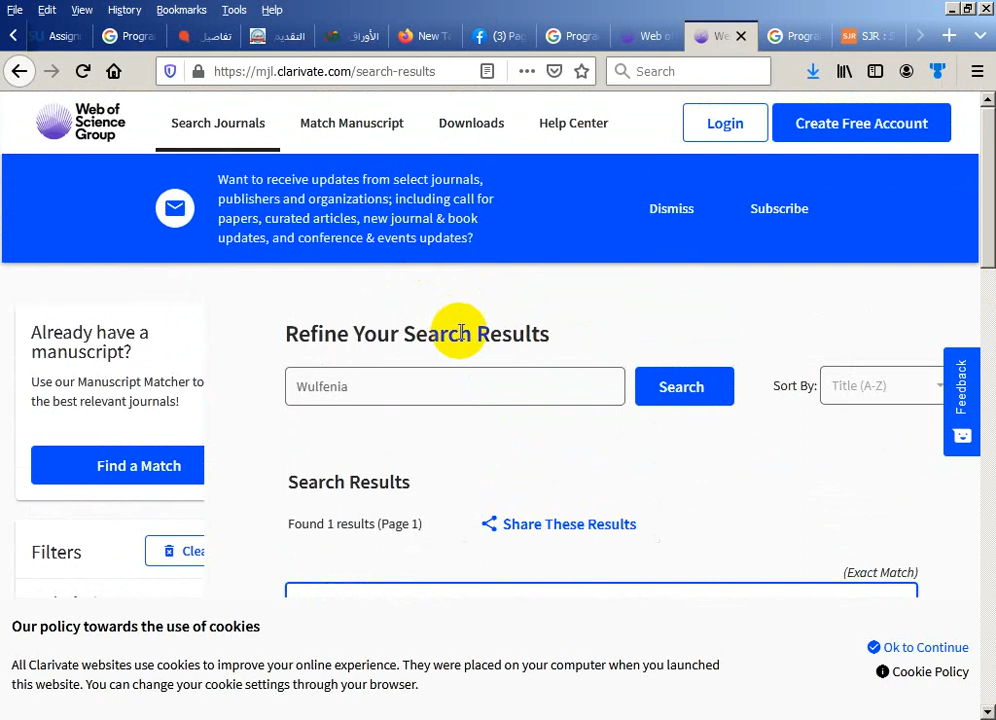 File Edit View History Bookmarks Tools Help
Assign Progra تفاصيل التقديم الأوراق New T (3) Pa Progra Web o We Progra SJR : S
https://mjl.clarivate.com/search-results
Search
Web of Science Group
Search Journals Match Manuscript Downloads Help Center Login Create Free Account
Want to receive updates from select journals,
publishers and organizations; including call for
papers, curated articles, new journal & book
updates, and conference & events updates?
Dismiss Subscribe
Already have a
manuscript?
Use our Manuscript Matcher to
the best relevant journals!
Find a Match
Filters Clea
Refine Your Search Results
Wulfenia
Search
Sort By: Title (A-Z)
Feedback
Search Results
Found 1 results (Page 1) Share These Results
(Exact Match)
Our policy towards the use of cookies
All Clarivate websites use cookies to improve your online experience. They were placed on your computer when you launched
this website. You can change your cookie settings through your browser.
Ok to Continue
Cookie Policy